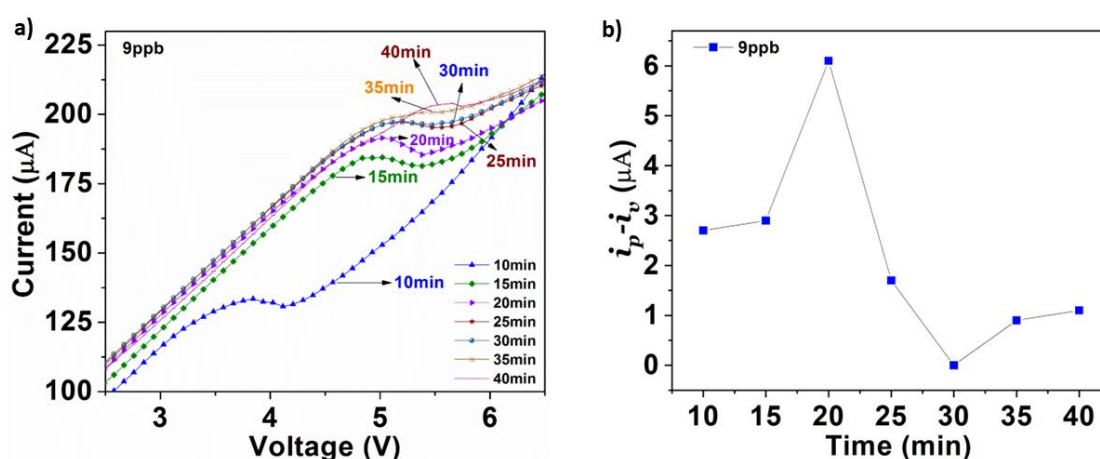 a)
9ppb
225
200
175
150
125
100
Current (μA)
3
4
5
6
Voltage (V)
40min
30min
35min
20min
25min
15min
10min
10min
15min
20min
25min
30min
35min
40min
b)
9ppb
6
5
4
3
2
1
0
i_p-i_v (μA)
10
15
20
25
30
35
40
Time (min)